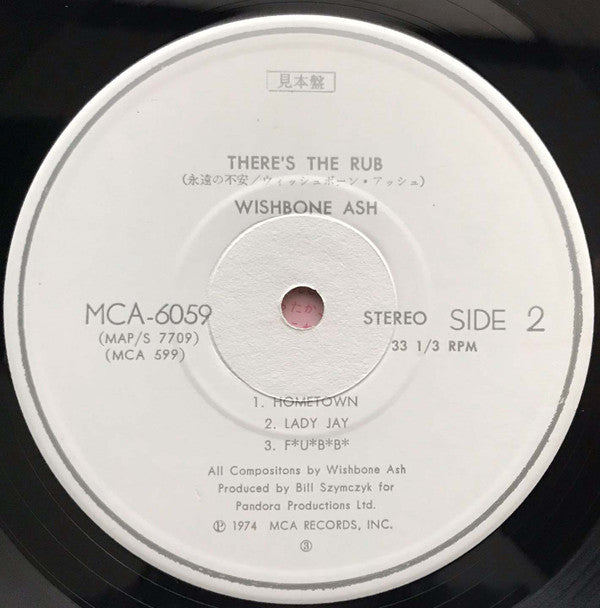 見本盤
THERE'S THE RUB
(永遠の不安/ウィッシュボーン・アッシュ)
WISHBONE ASH
MCA-6059
(MAP/S 7709)
(MCA 599)
STEREO SIDE 2
33 1/3 RPM
1. HOMETOWN
2. LADY JAY
3. F*U*B*B*
All Compositons by Wishbone Ash
Produced by Bill Szymczyk for
Pandora Productions Ltd.
℗ 1974 MCA RECORDS, INC.
③